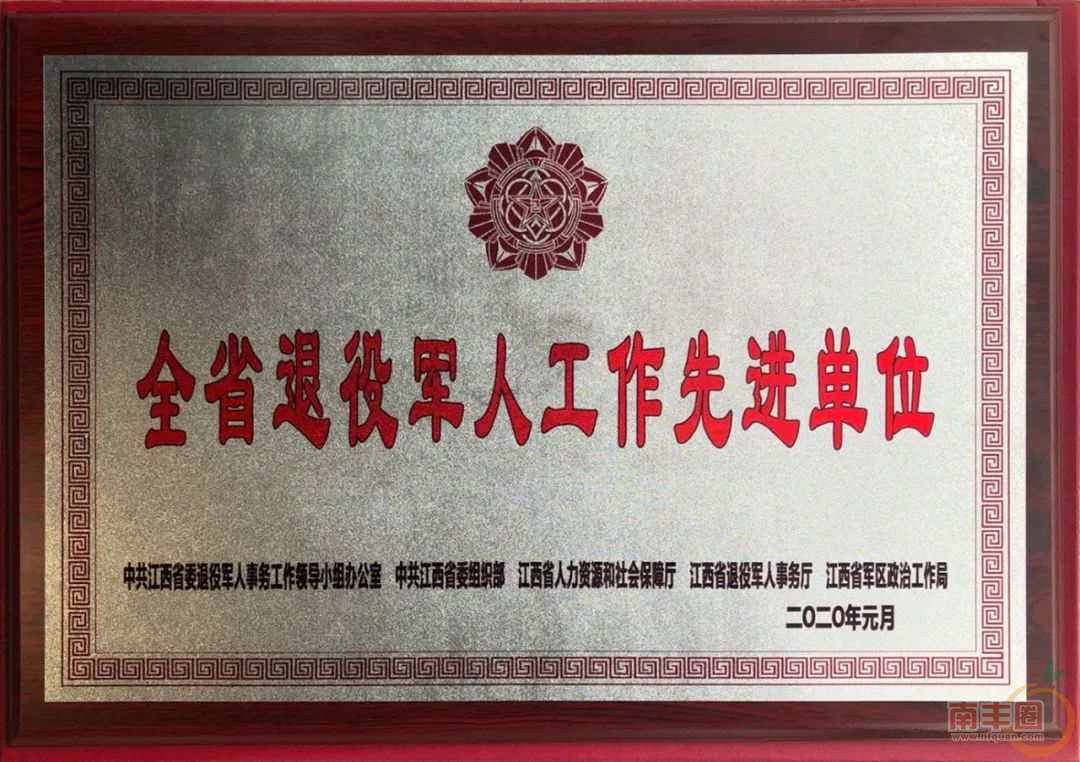 全省退役军人工作先进单位
中共江西省委退役军人事务工作领导小组办公室 中共江西省委组织部 江西省人力资源和社会保障厅 江西省退役军人事务厅 江西省军区政治工作局
二〇二〇年元月
南丰圈
www.nfquan.com